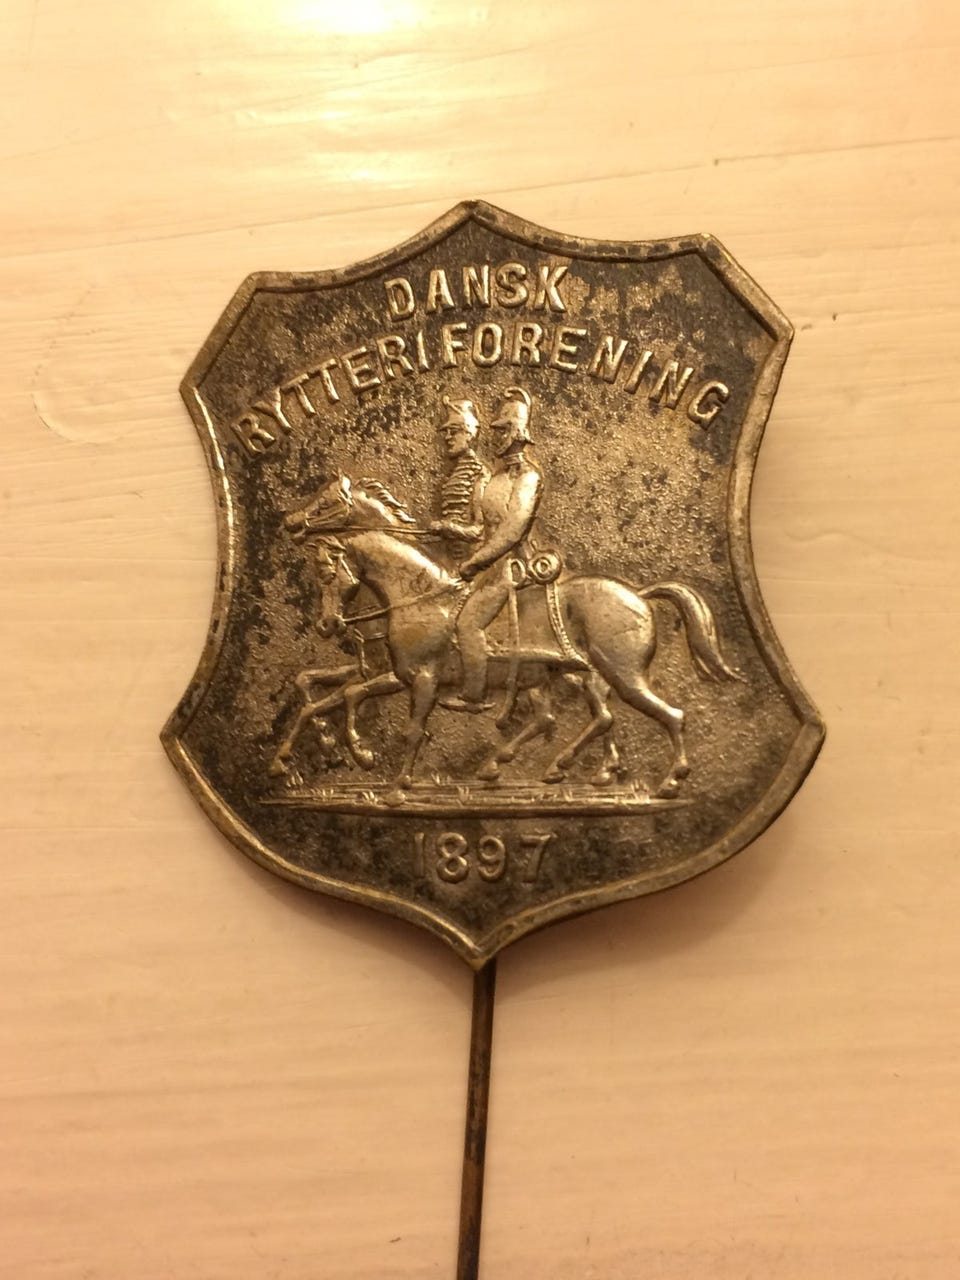 DANSK
RYTTERIFORENING
1897